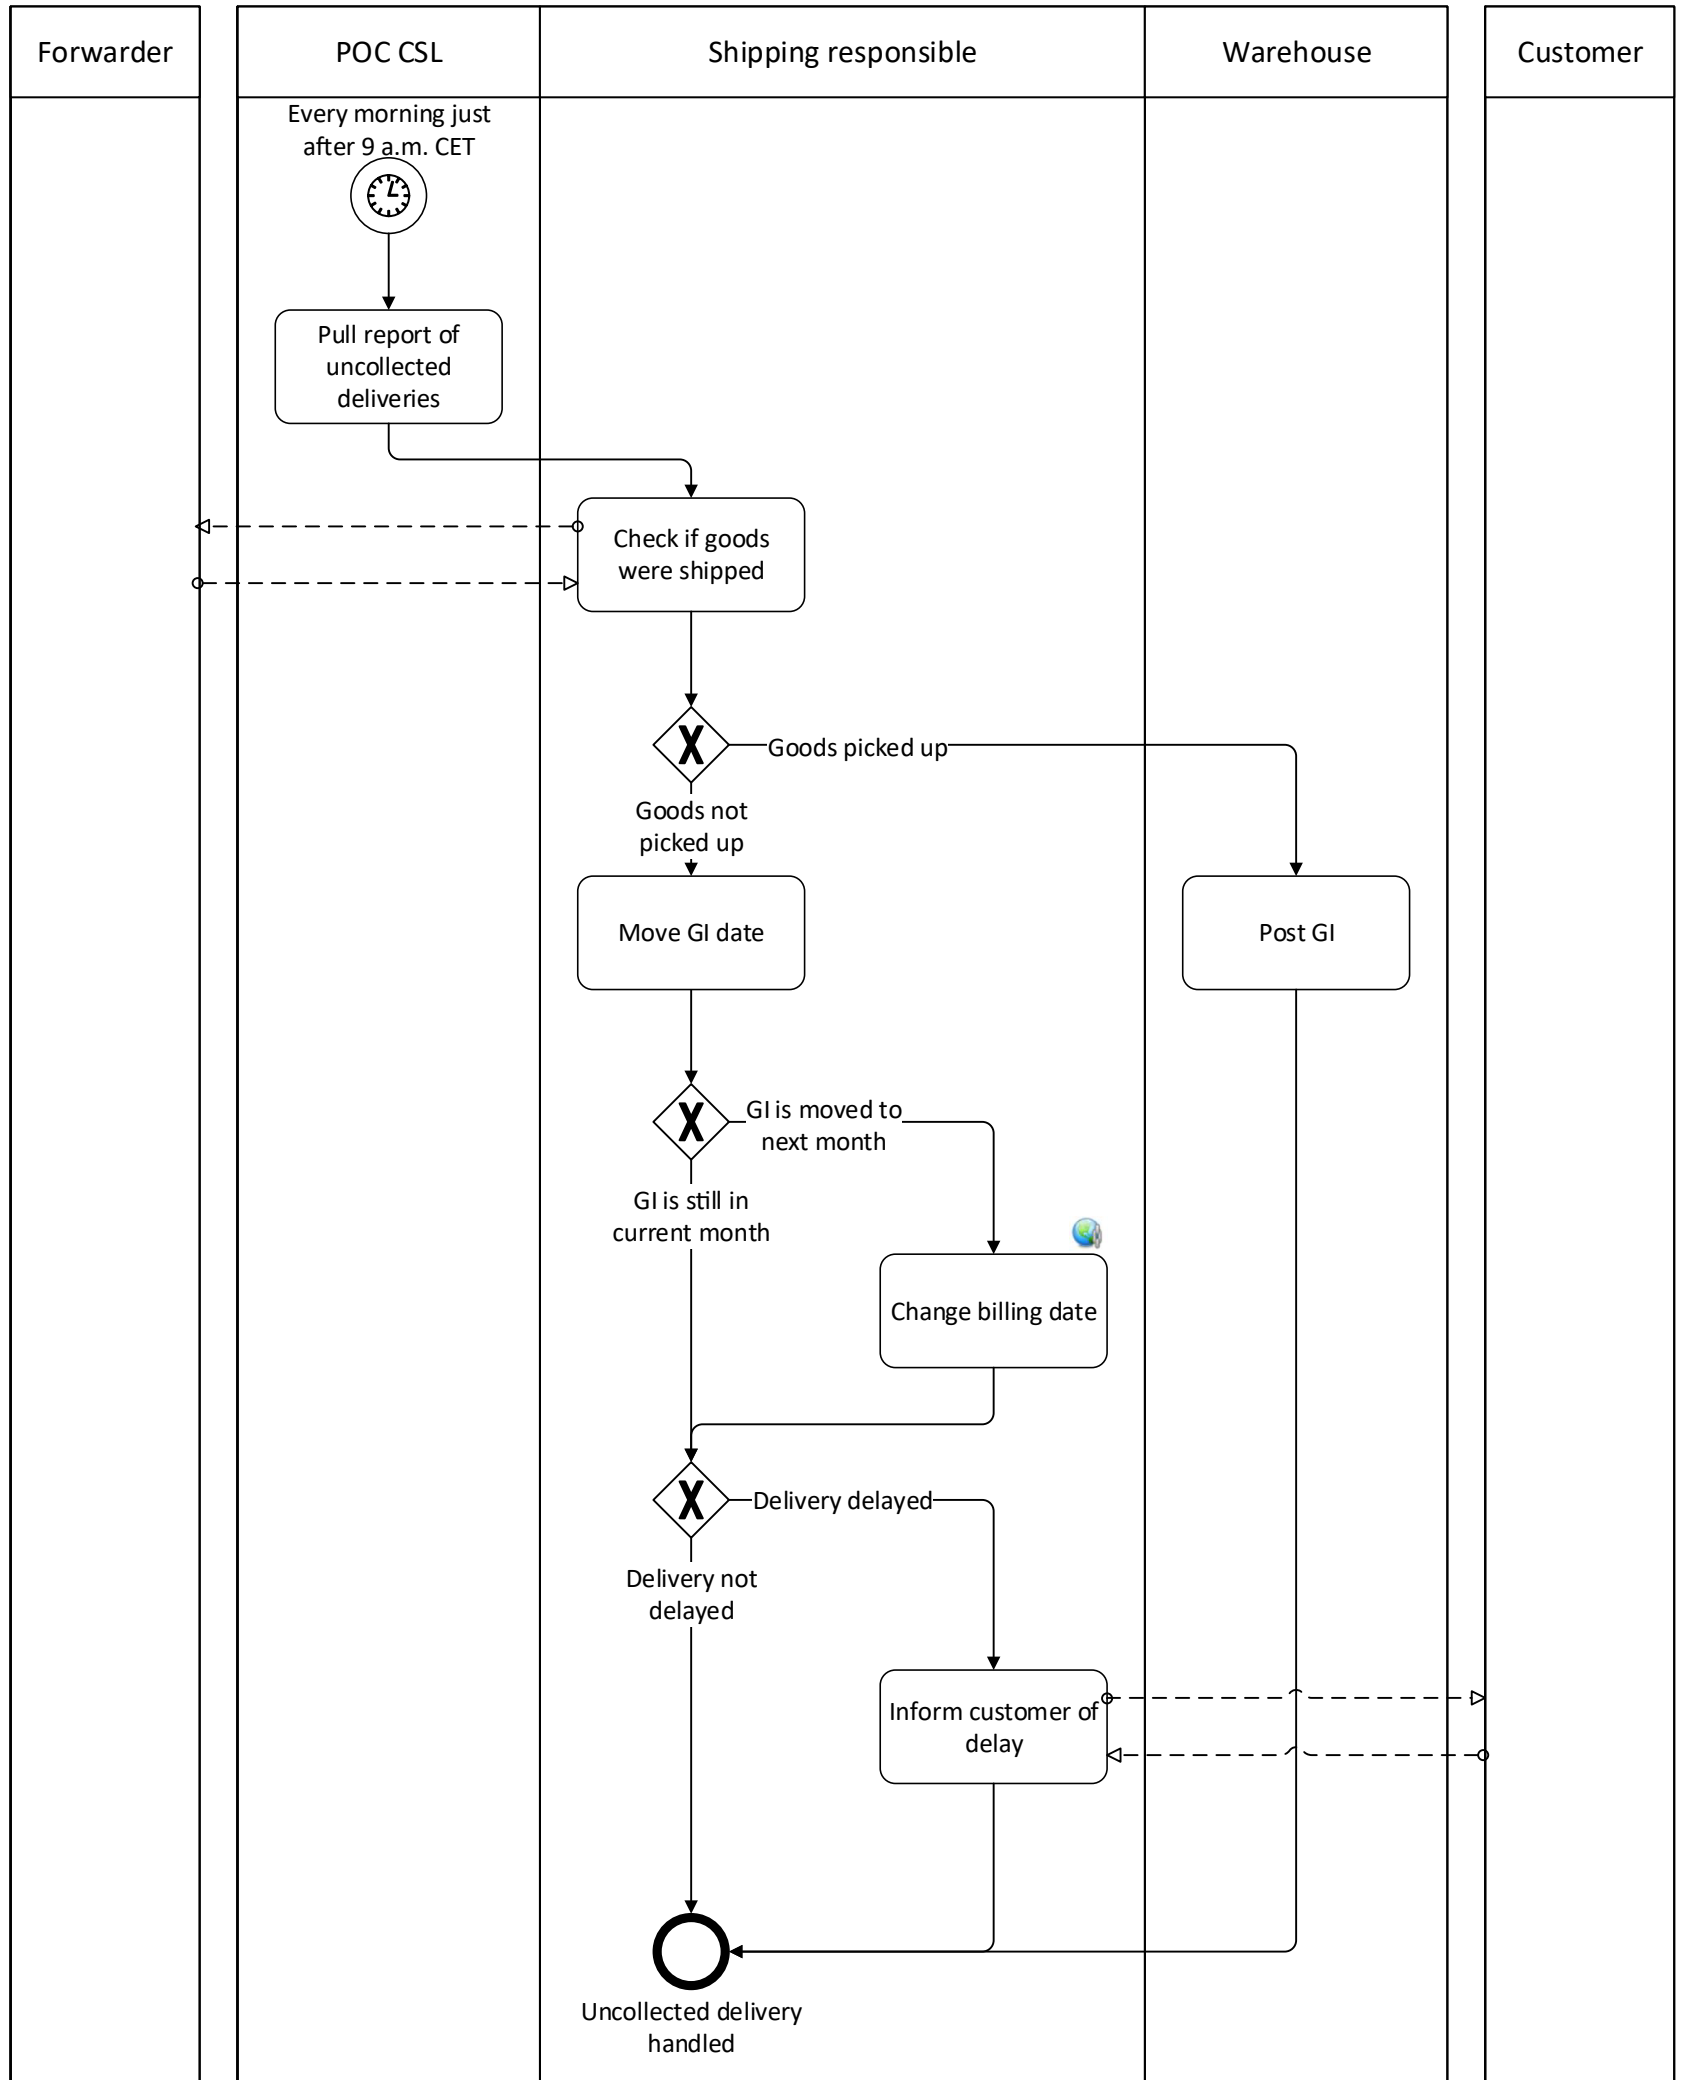 Forwarder
POC CSL
Shipping responsible
Warehouse
Customer
Every morning just
after 9 a.m. CET
Pull report of
uncollected
deliveries
Check if goods
were shipped
X
Goods picked up
Goods not
picked up
Move GI date
Post GI
X
GI is moved to
next month
GI is still in
current month
Change billing date
X
Delivery delayed
Delivery not
delayed
Inform customer of
delay
Uncollected delivery
handled